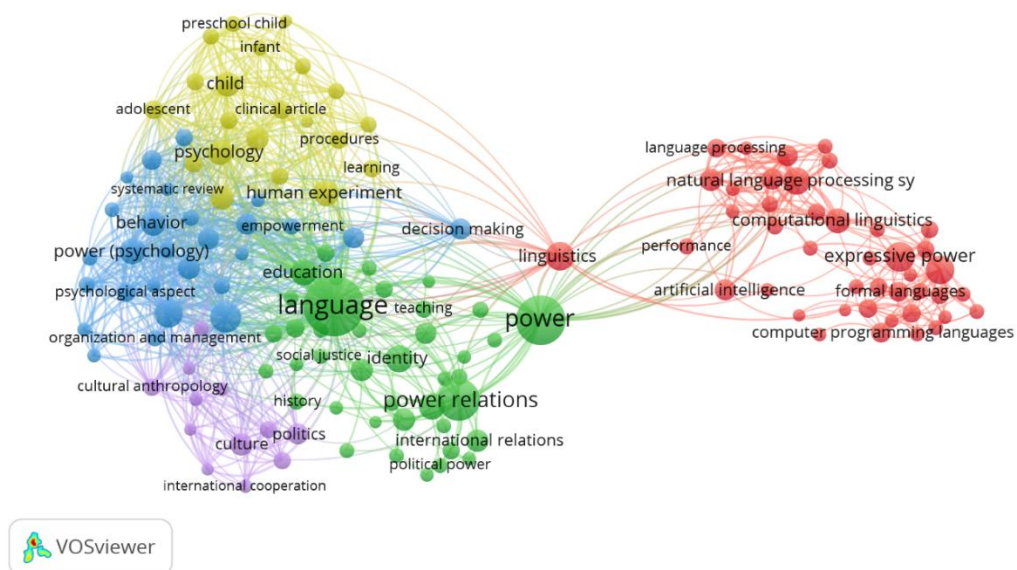 preschool child
infant
child
adolescent
clinical article
procedures
psychology
learning
systematic review
human experiment
behavior
empowerment
decision making
power (psychology)
education
psychological aspect
language
teaching
organization and management
social justice
identity
cultural anthropology
history
power relations
culture
politics
international relations
political power
international cooperation
power
linguistics
language processing
natural language processing sy
computational linguistics
performance
expressive power
artificial intelligence
formal languages
computer programming languages
VOSviewer